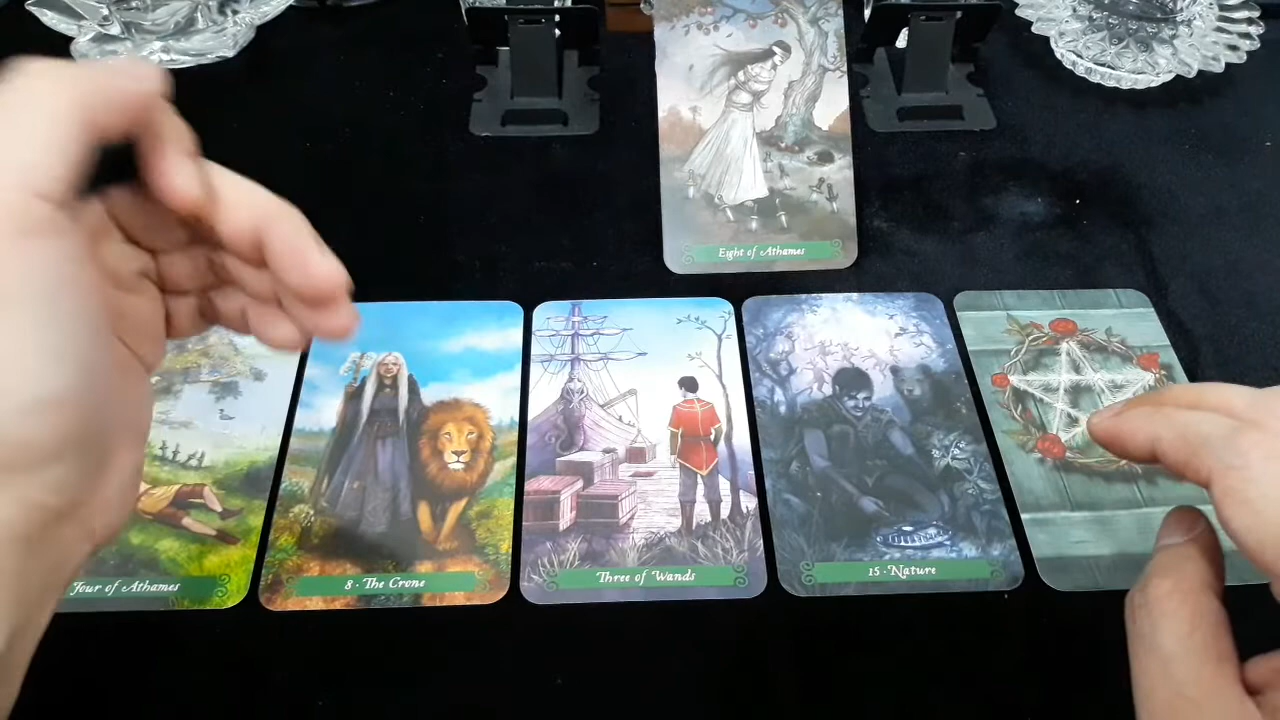 Eight of Athames
Four of Athames
8 · The Crone
Three of Wands
15 · Nature